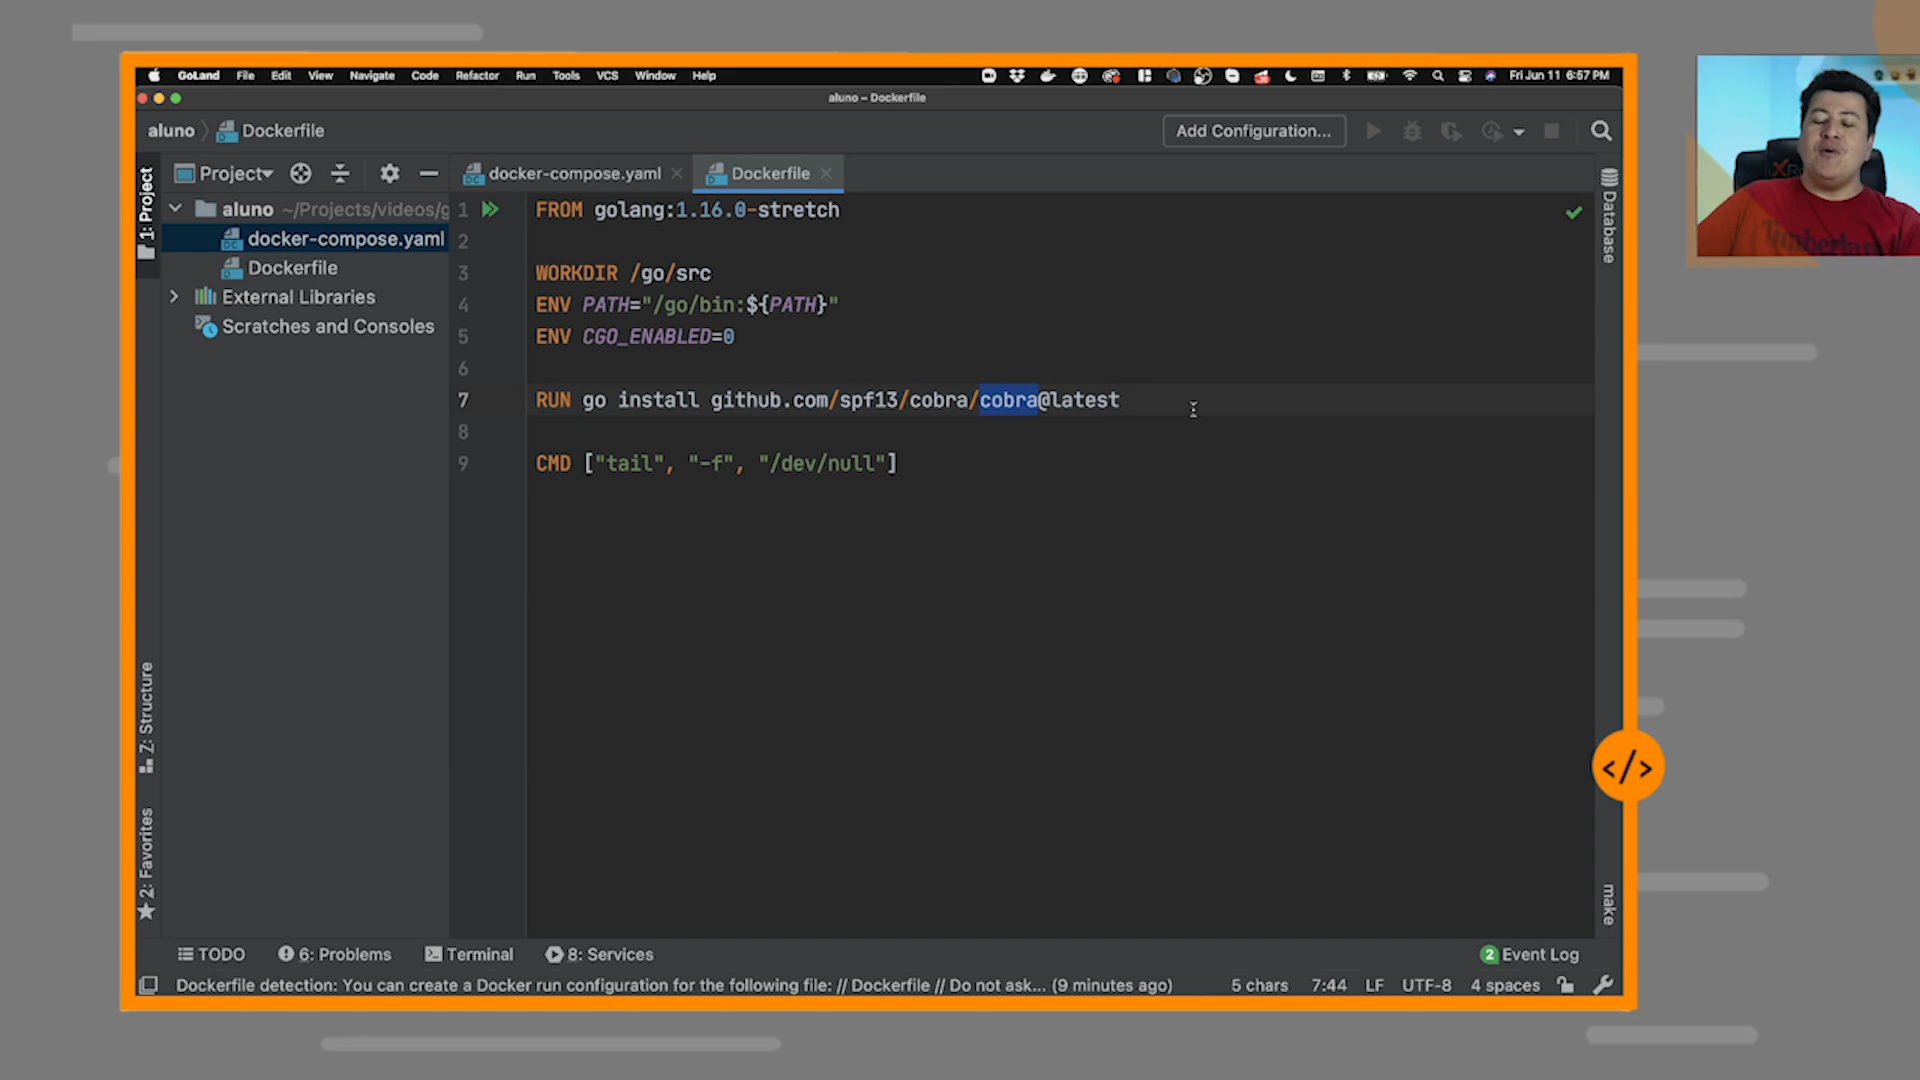 GoLand File Edit View Navigate Code Refactor Run Tools VCS Window Help Fri Jun 11 6:57 PM
aluno – Dockerfile
aluno Dockerfile Add Configuration...
1: Project
Project docker-compose.yaml Dockerfile
aluno ~/Projects/videos/g
docker-compose.yaml
Dockerfile
External Libraries
Scratches and Consoles
1 FROM golang:1.16.0-stretch
2
3 WORKDIR /go/src
4 ENV PATH="/go/bin:${PATH}"
5 ENV CGO_ENABLED=0
6
7 RUN go install github.com/spf13/cobra/cobra@latest
8
9 CMD ["tail", "-f", "/dev/null"]
Database
Z: Structure
2: Favorites
make
</>
TODO 6: Problems Terminal 8: Services 2 Event Log
Dockerfile detection: You can create a Docker run configuration for the following file: // Dockerfile // Do not ask... (9 minutes ago) 5 chars 7:44 LF UTF-8 4 spaces
Timberland